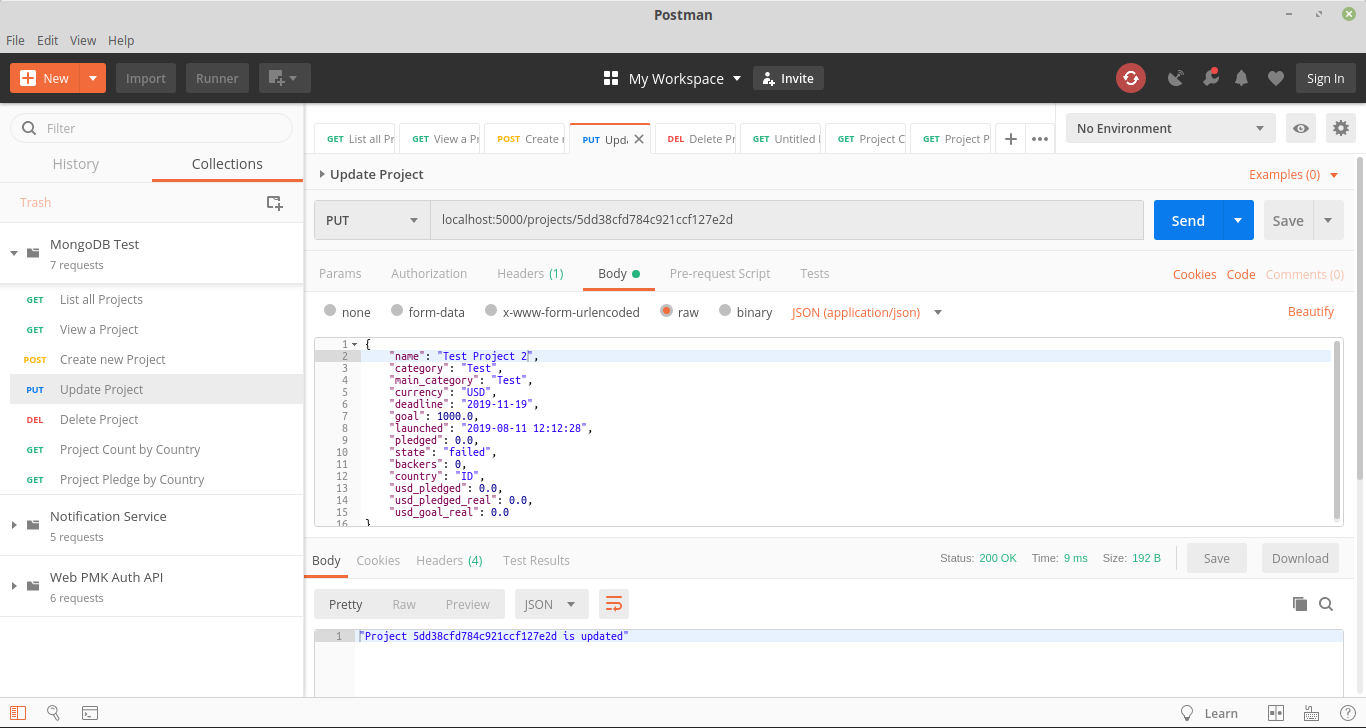 Postman
File Edit View Help
New Import Runner My Workspace Invite Sign In
Filter
History Collections
Trash
MongoDB Test
7 requests
GET List all Projects
GET View a Project
POST Create new Project
PUT Update Project
DEL Delete Project
GET Project Count by Country
GET Project Pledge by Country
Notification Service
5 requests
Web PMK Auth API
6 requests
GET List all Pr GET View a P POST Create PUT Upd DEL Delete Pr GET Untitled GET Project C GET Project P
No Environment
Update Project Examples (0)
PUT localhost:5000/projects/5dd38cfd784c921ccf127e2d Send Save
Params Authorization Headers (1) Body Pre-request Script Tests Cookies Code Comments (0)
none form-data x-www-form-urlencoded raw binary JSON (application/json) Beautify
1 {
2 "name": "Test Project 2",
3 "category": "Test",
4 "main_category": "Test",
5 "currency": "USD",
6 "deadline": "2019-11-19",
7 "goal": 1000.0,
8 "launched": "2019-08-11 12:12:28",
9 "pledged": 0.0,
10 "state": "failed",
11 "backers": 0,
12 "country": "ID",
13 "usd_pledged": 0.0,
14 "usd_pledged_real": 0.0,
15 "usd_goal_real": 0.0
16 }
Body Cookies Headers (4) Test Results Status: 200 OK Time: 9 ms Size: 192 B Save Download
Pretty Raw Preview JSON
1 "Project 5dd38cfd784c921ccf127e2d is updated"
Learn